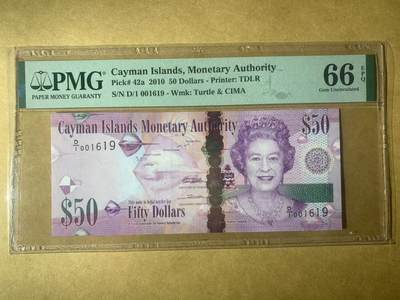 PMG
PAPER MONEY GUARANTY
Cayman Islands, Monetary Authority
Pick# 42a 2010 50 Dollars - Printer: TDLR
S/N D/1 001619 - Wmk: Turtle & CIMA
66 EPQ
Gem Uncirculated
Cayman Islands Monetary Authority
$50
D/1 001619
$50
Fifty Dollars
D/1 001619